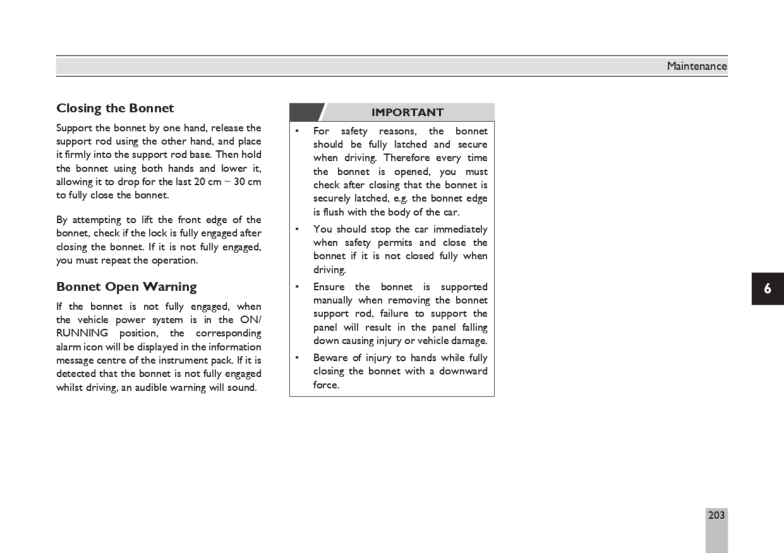 Maintenance
Closing the Bonnet
Support the bonnet by one hand, release the
support rod using the other hand, and place
it firmly into the support rod base. Then hold
the bonnet using both hands and lower it,
allowing it to drop for the last 20 cm ~ 30 cm
to fully close the bonnet.
By attempting to lift the front edge of the
bonnet, check if the lock is fully engaged after
closing the bonnet. If it is not fully engaged,
you must repeat the operation.
Bonnet Open Warning
If the bonnet is not fully engaged, when
the vehicle power system is in the ON/
RUNNING position, the corresponding
alarm icon will be displayed in the information
message centre of the instrument pack. If it is
detected that the bonnet is not fully engaged
whilst driving, an audible warning will sound.
IMPORTANT
• For safety reasons, the bonnet
should be fully latched and secure
when driving. Therefore every time
the bonnet is opened, you must
check after closing that the bonnet is
securely latched, e.g. the bonnet edge
is flush with the body of the car.
• You should stop the car immediately
when safety permits and close the
bonnet if it is not closed fully when
driving.
• Ensure the bonnet is supported
manually when removing the bonnet
support rod, failure to support the
panel will result in the panel falling
down causing injury or vehicle damage.
• Beware of injury to hands while fully
closing the bonnet with a downward
force.
6
203